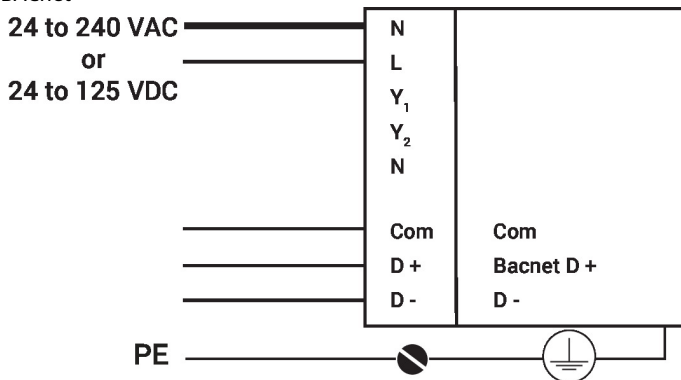 24 to 240 VAC N
or L
24 to 125 VDC Y₁
Y₂
N
Com Com
D + Bacnet D +
D - D -
PE